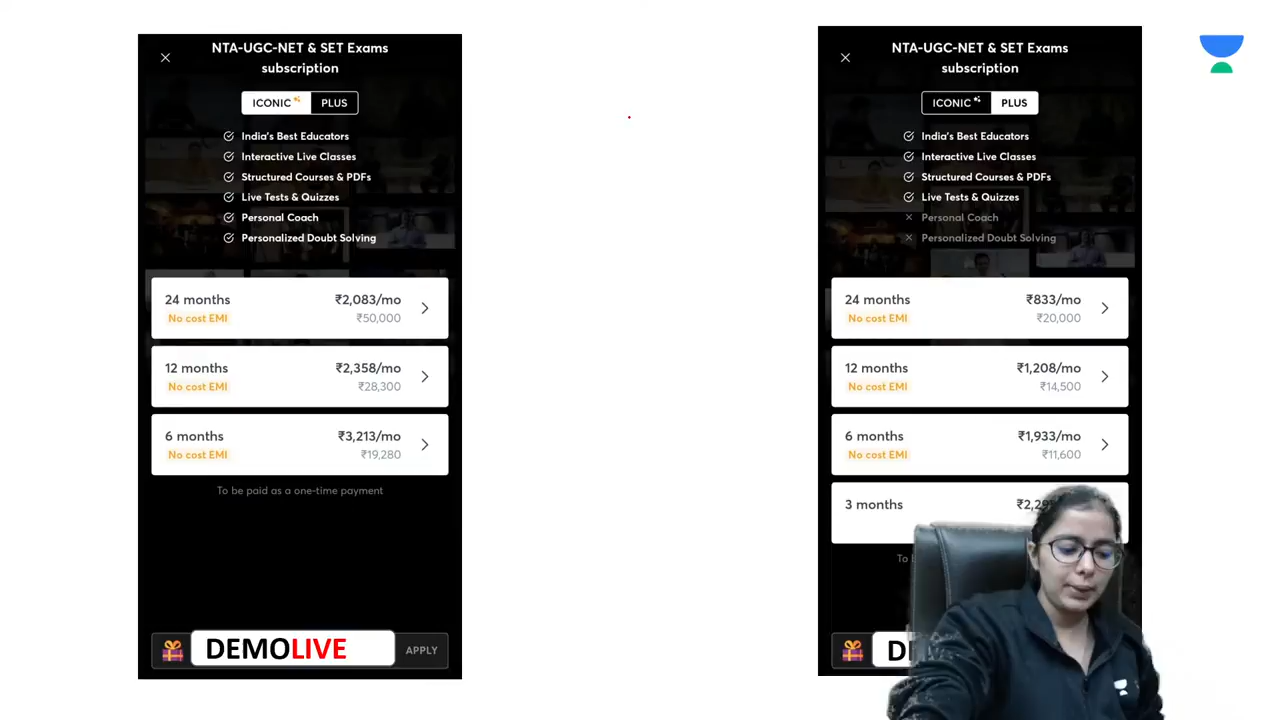 NTA-UGC-NET & SET Exams
subscription
ICONIC PLUS
India's Best Educators
Interactive Live Classes
Structured Courses & PDFs
Live Tests & Quizzes
Personal Coach
Personalized Doubt Solving
24 months ₹2,083/mo
No cost EMI ₹50,000
12 months ₹2,358/mo
No cost EMI ₹28,300
6 months ₹3,213/mo
No cost EMI ₹19,280
To be paid as a one-time payment
DEMOLIVE APPLY
NTA-UGC-NET & SET Exams
subscription
ICONIC PLUS
India's Best Educators
Interactive Live Classes
Structured Courses & PDFs
Live Tests & Quizzes
Personal Coach
Personalized Doubt Solving
24 months ₹833/mo
No cost EMI ₹20,000
12 months ₹1,208/mo
No cost EMI ₹14,500
6 months ₹1,933/mo
No cost EMI ₹11,600
3 months
To